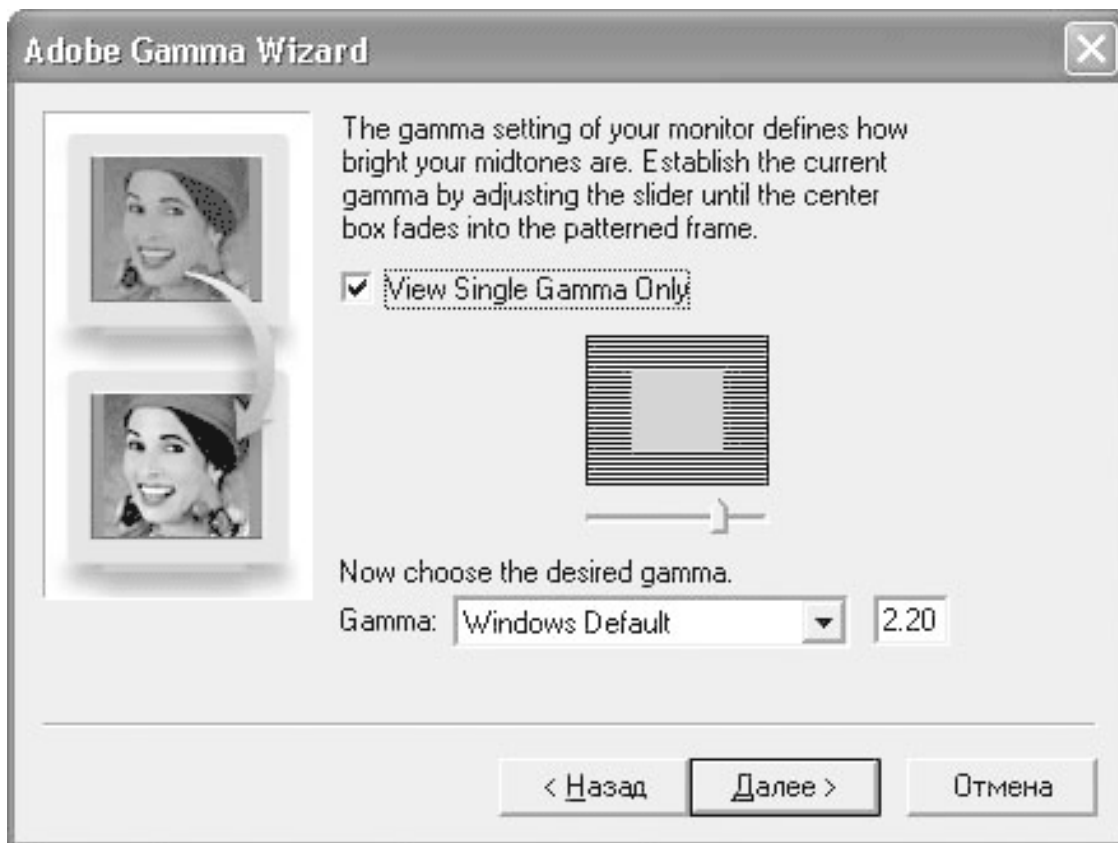 Adobe Gamma Wizard
The gamma setting of your monitor defines how
bright your midtones are. Establish the current
gamma by adjusting the slider until the center
box fades into the patterned frame.
View Single Gamma Only
Now choose the desired gamma.
Gamma: Windows Default 2.20
< Назад Далее > Отмена